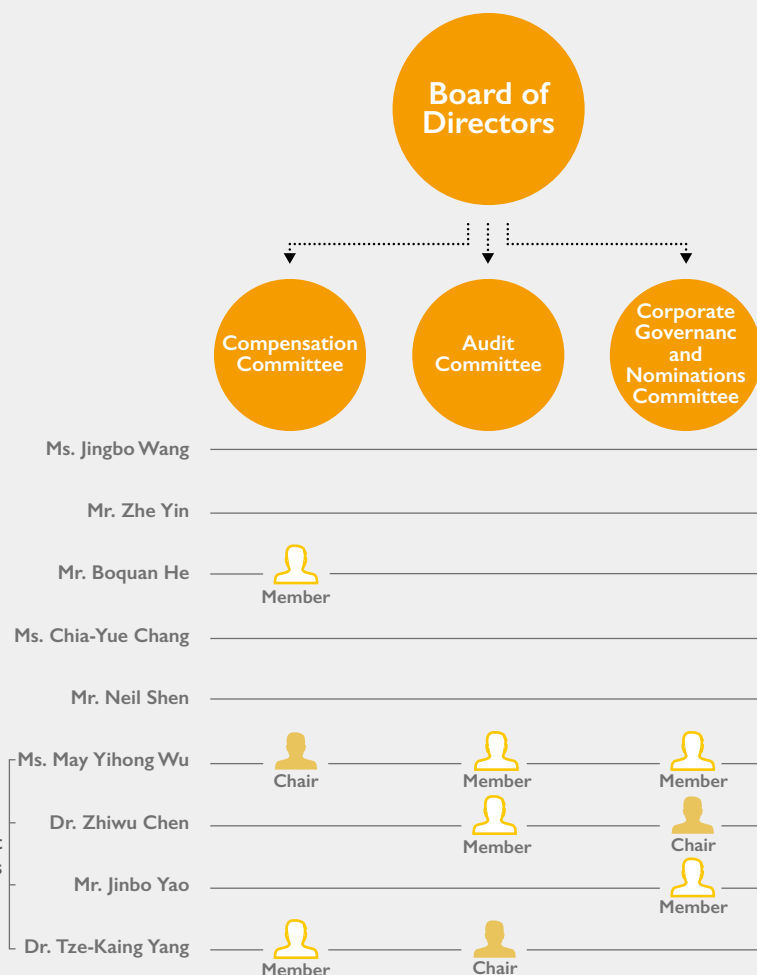 Board of
Directors
Compensation
Committee
Audit
Committee
Corporate
Governanc
and
Nominations
Committee
Ms. Jingbo Wang
Mr. Zhe Yin
Mr. Boquan He
Member
Ms. Chia-Yue Chang
Mr. Neil Shen
Ms. May Yihong Wu
Chair
Member
Member
Dr. Zhiwu Chen
Member
Chair
Mr. Jinbo Yao
Member
Dr. Tze-Kaing Yang
Member
Chair